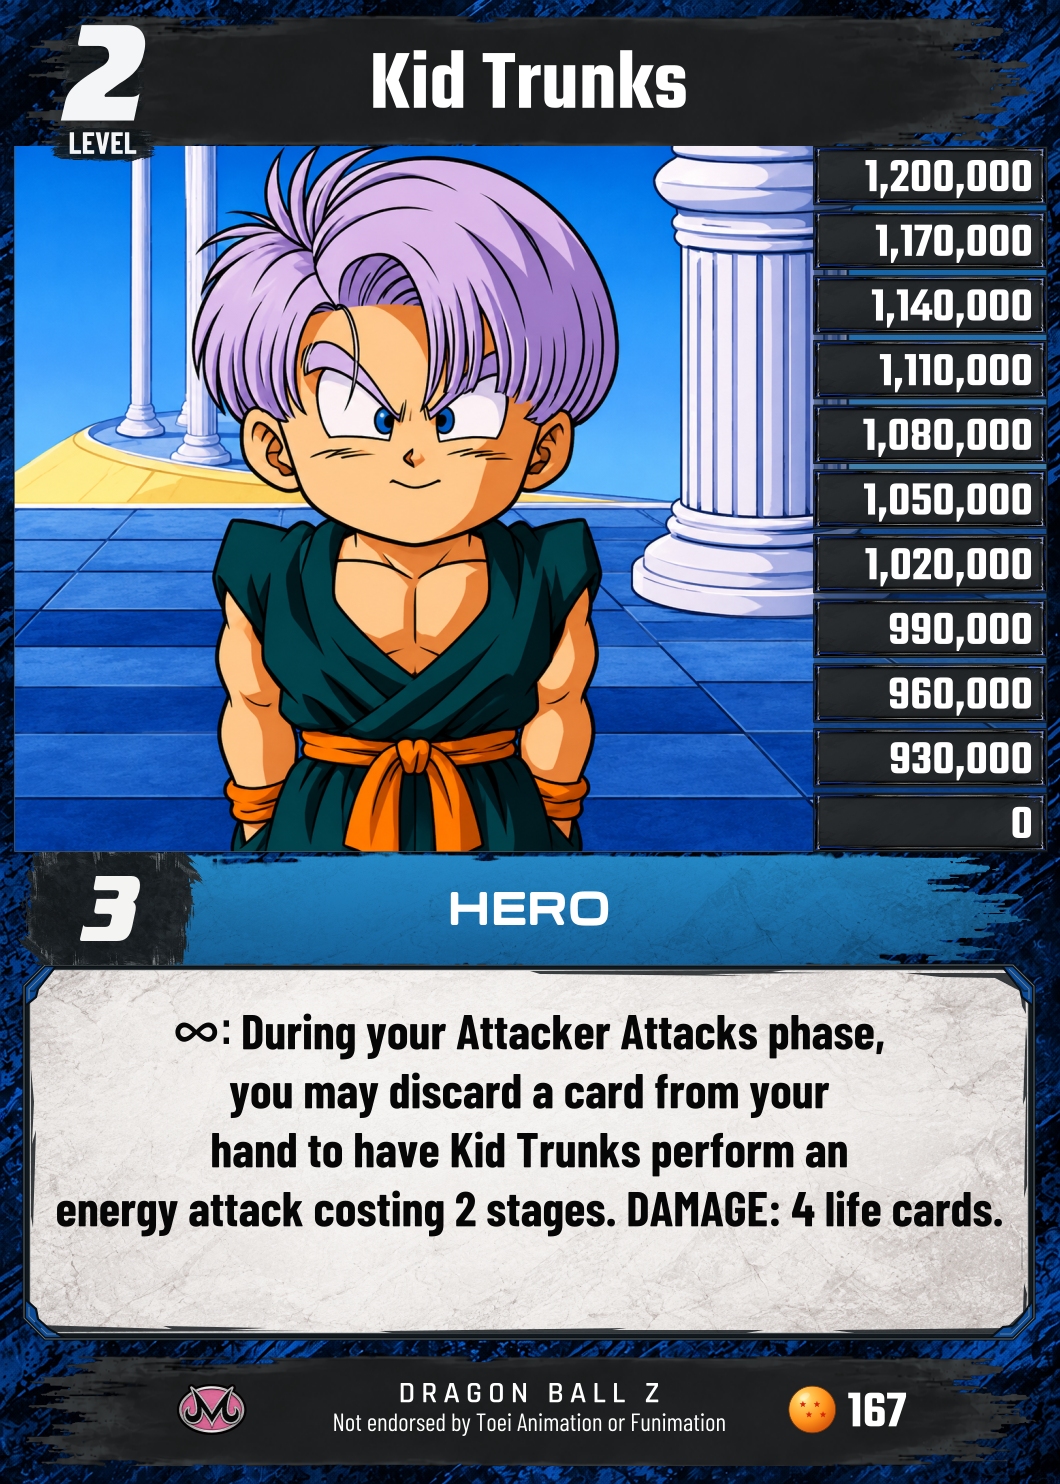 2
LEVEL
Kid Trunks
1,200,000
1,170,000
1,140,000
1,110,000
1,080,000
1,050,000
1,020,000
990,000
960,000
930,000
0
3
HERO
∞: During your Attacker Attacks phase,
you may discard a card from your
hand to have Kid Trunks perform an
energy attack costing 2 stages. DAMAGE: 4 life cards.
M
DRAGON BALL Z
Not endorsed by Toei Animation or Funimation
167